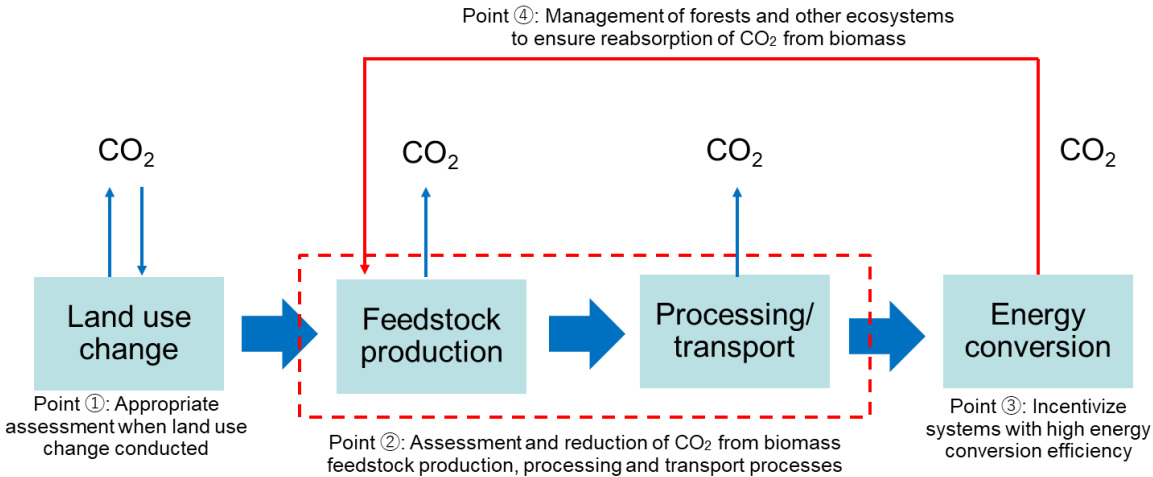 Point ④: Management of forests and other ecosystems
to ensure reabsorption of CO₂ from biomass
CO₂
CO₂
CO₂
CO₂
Land use
change
Feedstock
production
Processing/
transport
Energy
conversion
Point ①: Appropriate
assessment when land use
change conducted
Point ②: Assessment and reduction of CO₂ from biomass
feedstock production, processing and transport processes
Point ③: Incentivize
systems with high energy
conversion efficiency